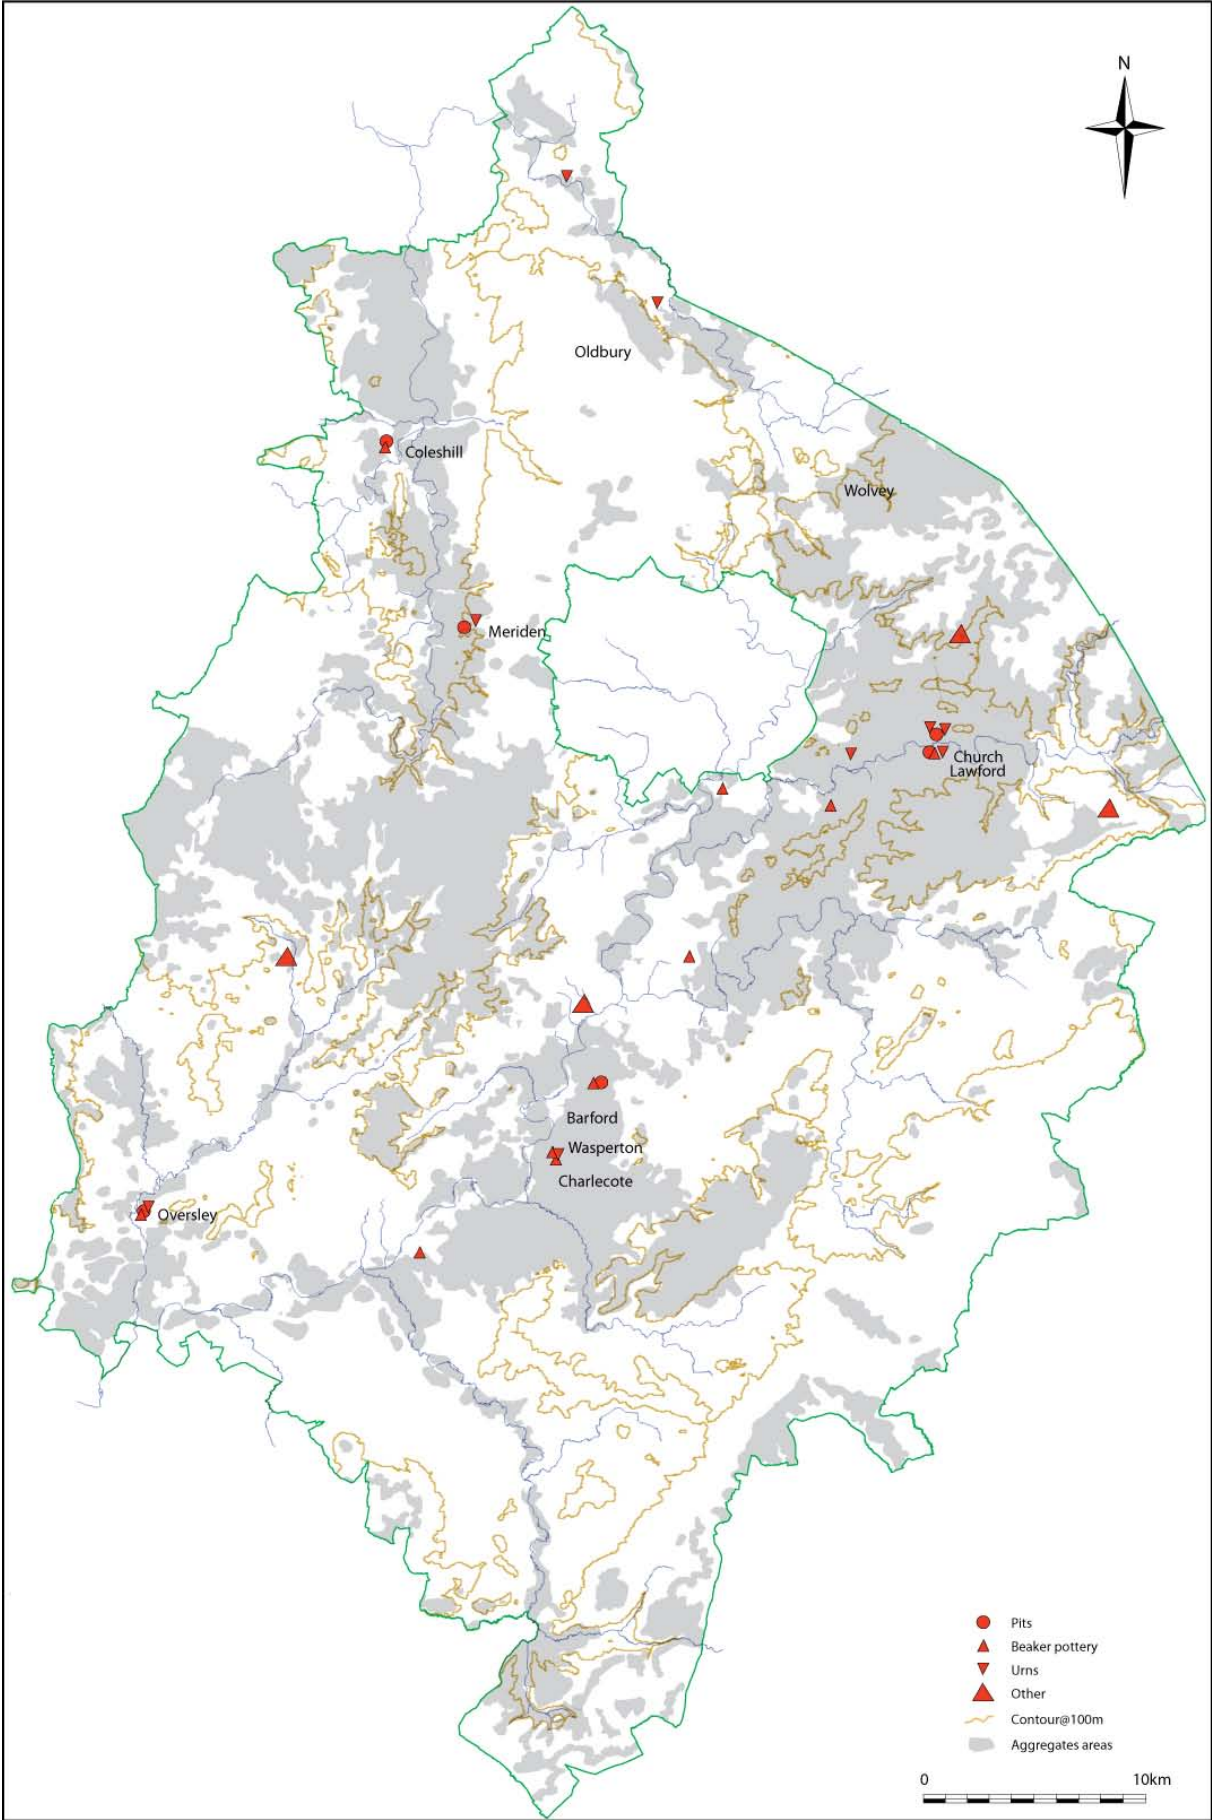 N
Oldbury
Coleshill
Wolvey
Meriden
Church
Lawford
Barford
Wasperton
Charlecote
Oversley
Pits
Beaker pottery
Urns
Other
Contour@100m
Aggregates areas
0 10km